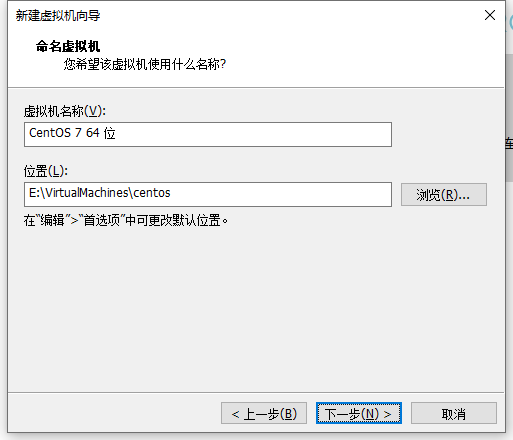 新建虚拟机向导
命名虚拟机
您希望该虚拟机使用什么名称?
虚拟机名称(V):
CentOS 7 64 位
位置(L):
E:\VirtualMachines\centos
浏览(R)...
在“编辑”>“首选项”中可更改默认位置。
< 上一步(B)
下一步(N) >
取消